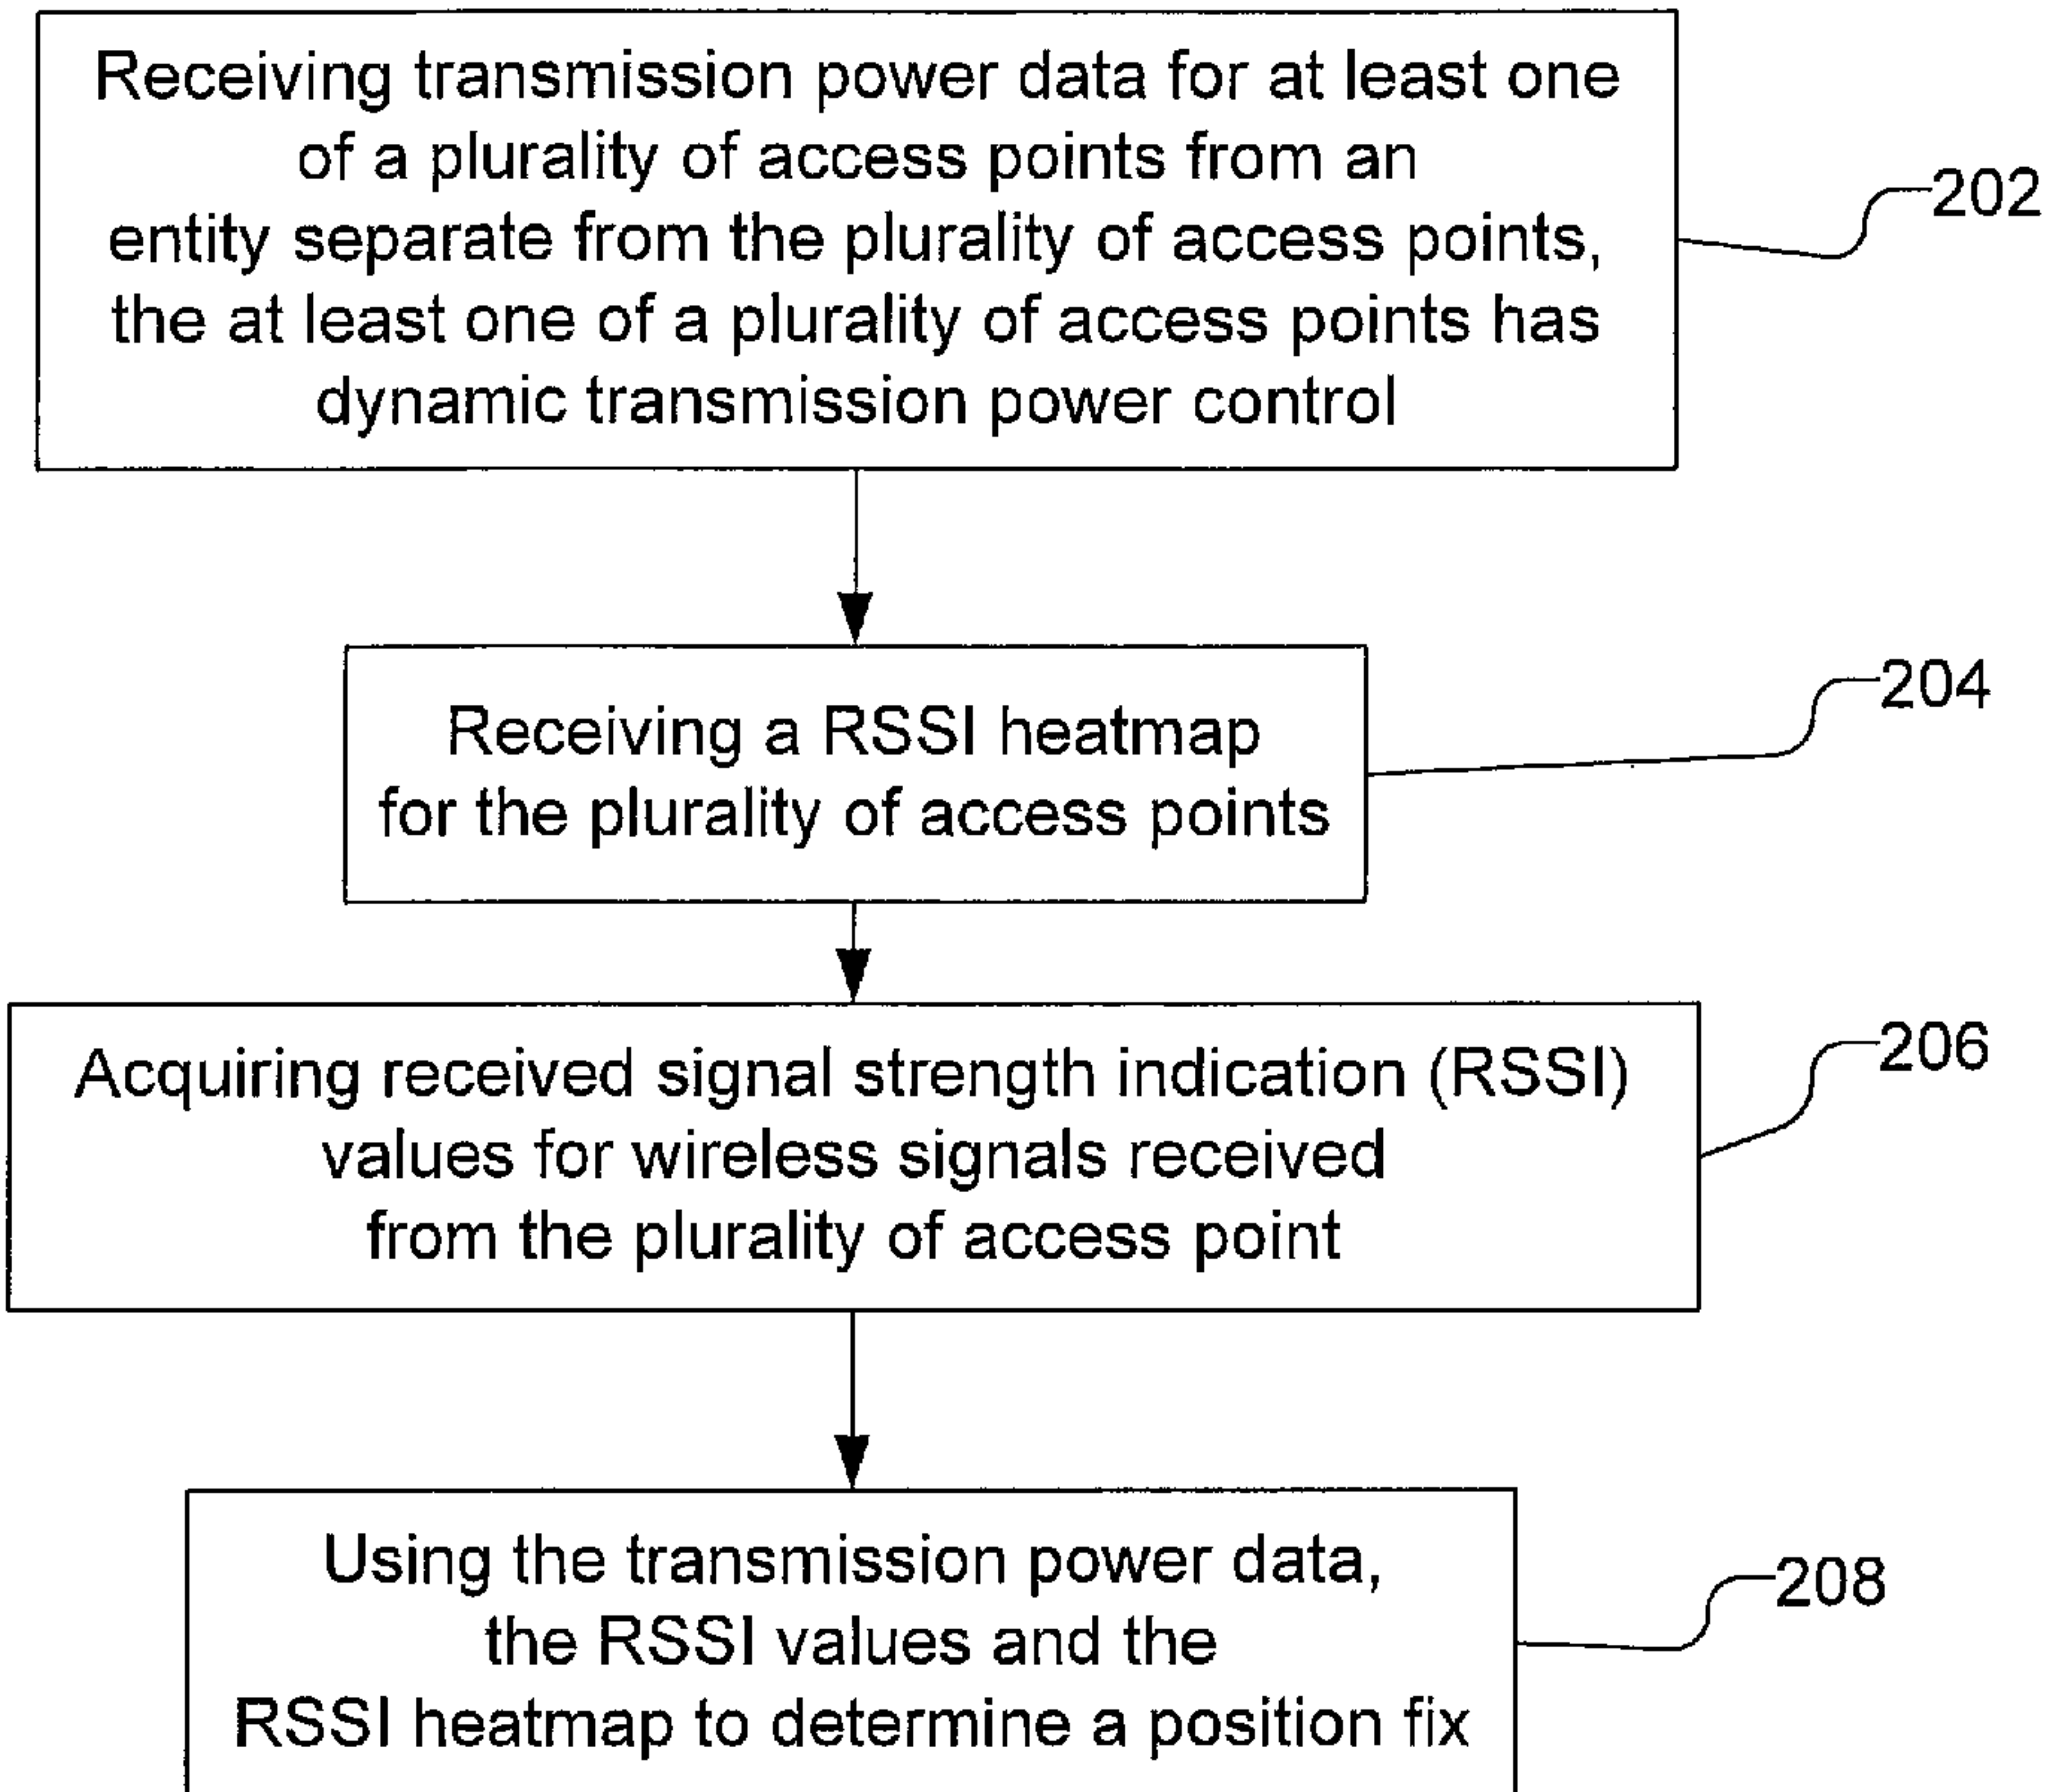 Receiving transmission power data for at least one
of a plurality of access points from an
entity separate from the plurality of access points,
the at least one of a plurality of access points has
dynamic transmission power control
202
Receiving a RSSI heatmap
for the plurality of access points
204
Acquiring received signal strength indication (RSSI)
values for wireless signals received
from the plurality of access point
206
Using the transmission power data,
the RSSI values and the
RSSI heatmap to determine a position fix
208